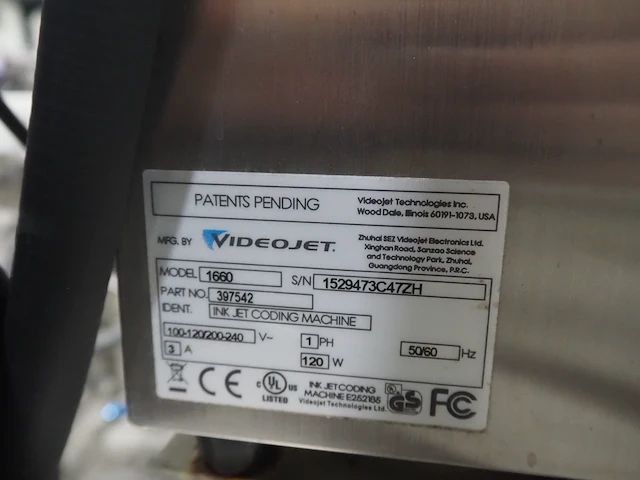 PATENTS PENDING
Videojet Technologies Inc.
Wood Dale, Illinois 60191-1073, USA
MFG. BY VIDEOJET.
Zhuhai SEZ Videojet Electronics Ltd.
Xinghan Road, Sanzao Science
and Technology Park, Zhuhai,
Guangdong Province, P.R.C.
MODEL 1660 S/N 1529473C47ZH
PART NO. 397542
IDENT. INK JET CODING MACHINE
100-120/200-240 V~ 1 PH 50/60 Hz
3 A 120 W
CE c UL us LISTED
INK JET CODING
MACHINE E252185
Videojet Technologies Ltd.
GS FC